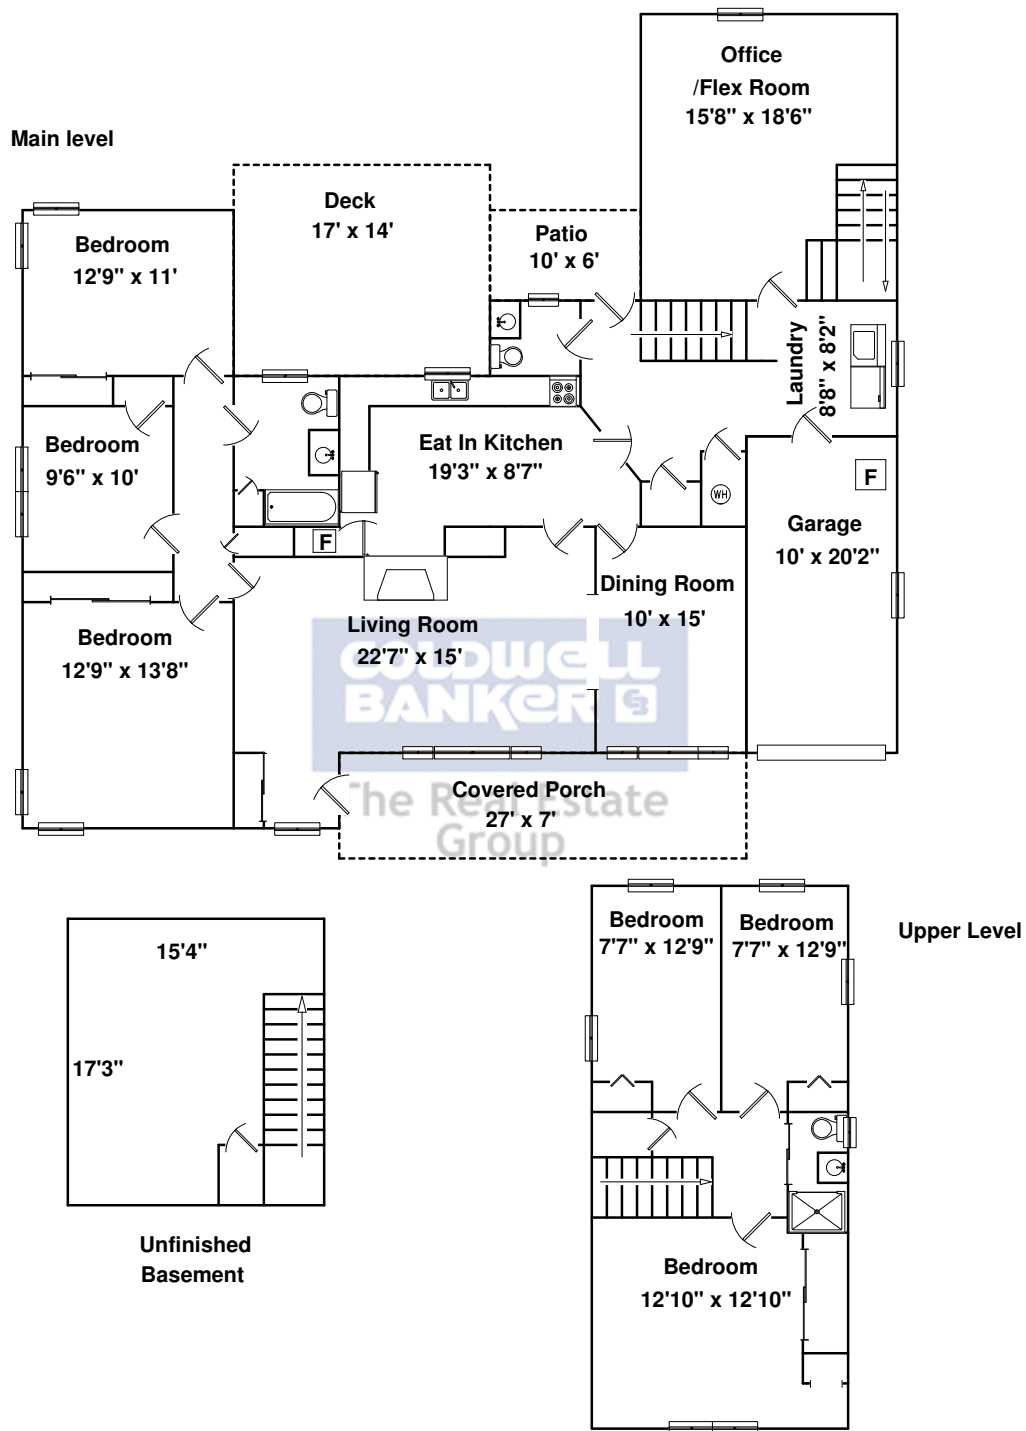 Office
/Flex Room
15'8" x 18'6"
Main level
Deck
17' x 14'
Patio
10' x 6'
Bedroom
12'9" x 11'
Laundry
8'8" x 8'2"
Bedroom
9'6" x 10'
Eat In Kitchen
19'3" x 8'7"
WH
F
Garage
10' x 20'2"
F
Dining Room
10' x 15'
Living Room
22'7" x 15'
Bedroom
12'9" x 13'8"
COLDWELL
BANKER CB
Covered Porch
27' x 7'
The Real Estate
Group
Bedroom
7'7" x 12'9"
Bedroom
7'7" x 12'9"
Upper Level
15'4"
17'3"
Unfinished
Basement
Bedroom
12'10" x 12'10"